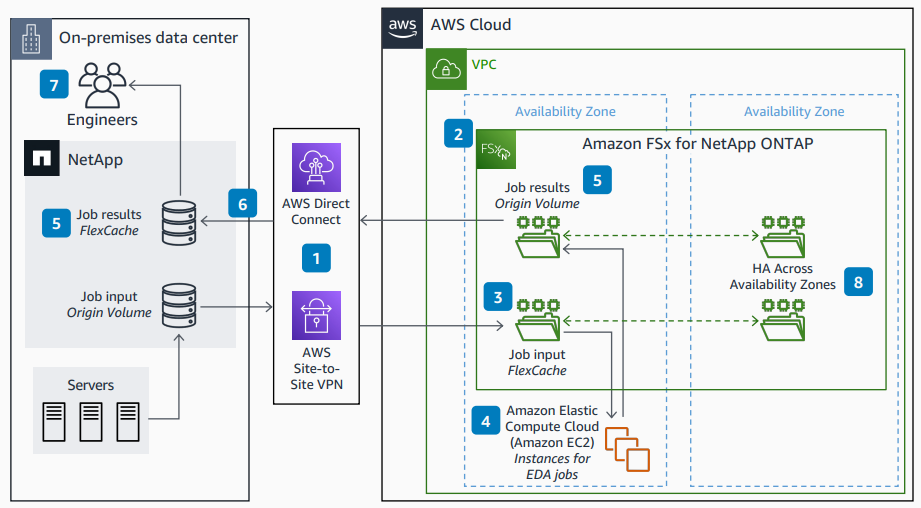 On-premises data center
7
Engineers
NetApp
5
Job results
FlexCache
6
Job input
Origin Volume
Servers
AWS Direct
Connect
1
AWS
Site-to-
Site VPN
aws
AWS Cloud
VPC
Availability Zone
Availability Zone
2
FSx
N
Amazon FSx for NetApp ONTAP
Job results
Origin Volume
5
HA Across
Availability Zones
8
3
Job input
FlexCache
4
Amazon Elastic
Compute Cloud
(Amazon EC2)
Instances for
EDA jobs